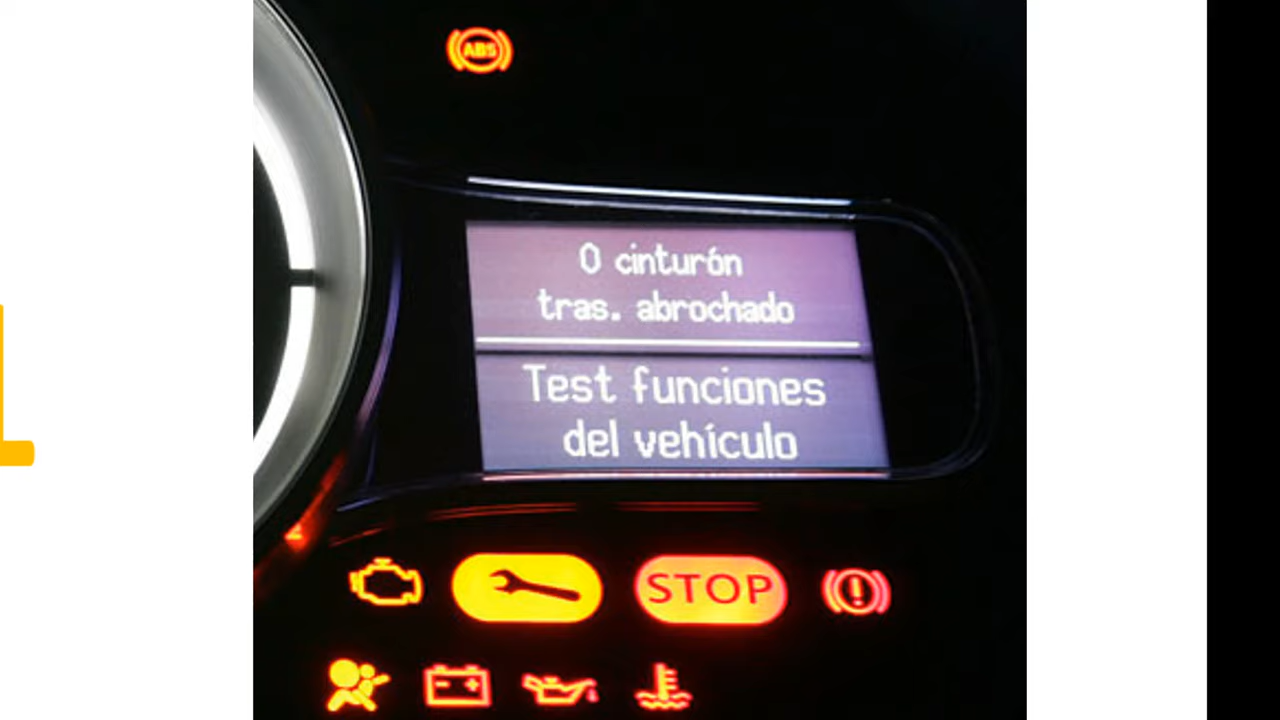 ABS
0 cinturón
tras. abrochado
Test funciones
del vehículo
STOP